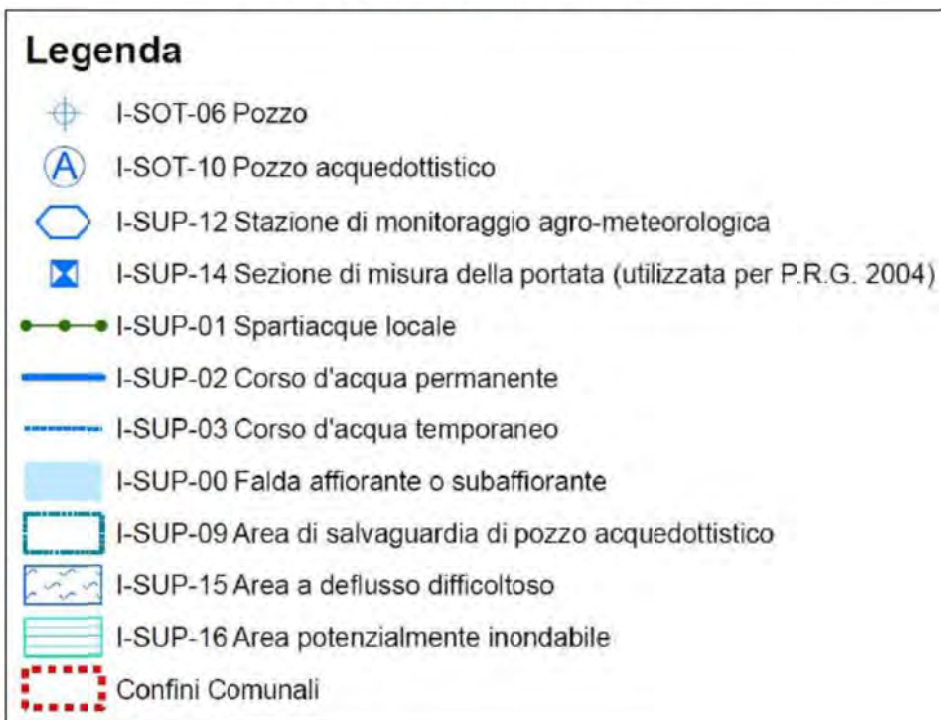 Legenda
I-SOT-06 Pozzo
A I-SOT-10 Pozzo acquedottistico
I-SUP-12 Stazione di monitoraggio agro-meteorologica
I-SUP-14 Sezione di misura della portata (utilizzata per P.R.G. 2004)
I-SUP-01 Spartiacque locale
I-SUP-02 Corso d'acqua permanente
I-SUP-03 Corso d'acqua temporaneo
I-SUP-00 Falda affiorante o subaffiorante
I-SUP-09 Area di salvaguardia di pozzo acquedottistico
I-SUP-15 Area a deflusso difficoltoso
I-SUP-16 Area potenzialmente inondabile
Confini Comunali